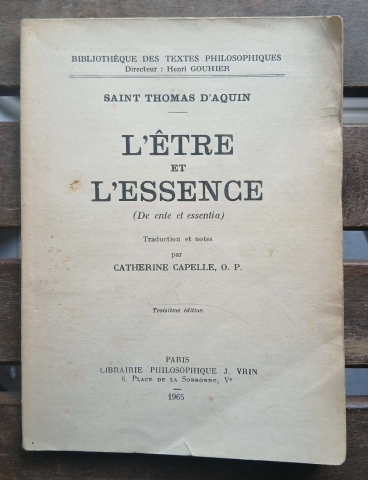 BIBLIOTHÈQUE DES TEXTES PHILOSOPHIQUES
Directeur : Henri GOUHIER
SAINT THOMAS D'AQUIN
L'ÊTRE
ET
L'ESSENCE
(De ente et essentia)
Traduction et notes
par
CATHERINE CAPELLE, O. P.
Troisième édition
PARIS
LIBRAIRIE PHILOSOPHIQUE J. VRIN
6, PLACE DE LA SORBONNE, Ve
1965